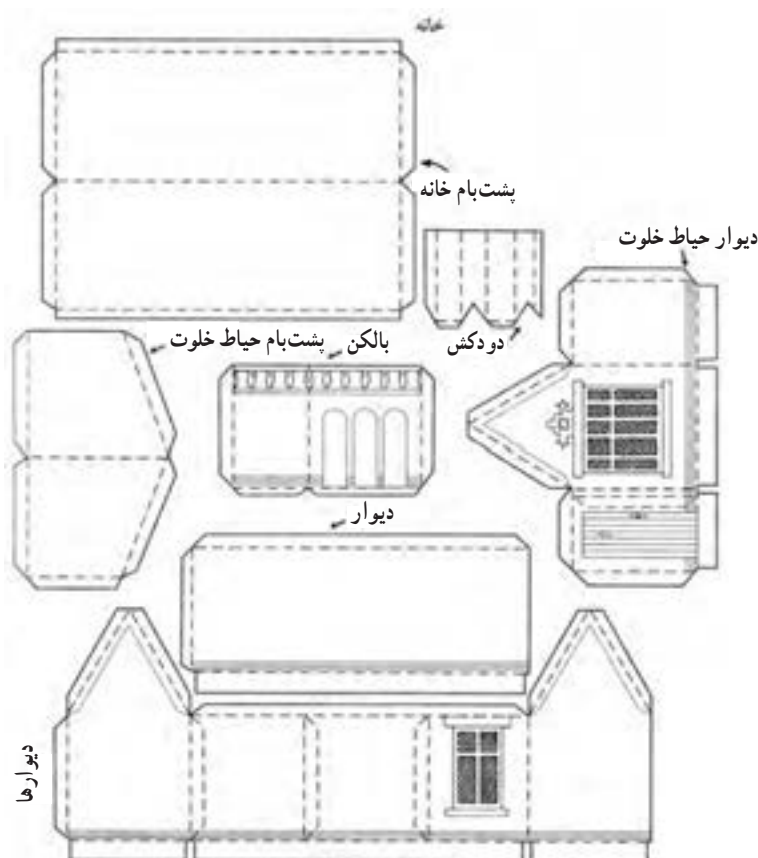 خانه
پشت‌بام خانه
دیوار حیاط خلوت
دودکش
بالکن
پشت‌بام حیاط خلوت
دیوار
دیوارها